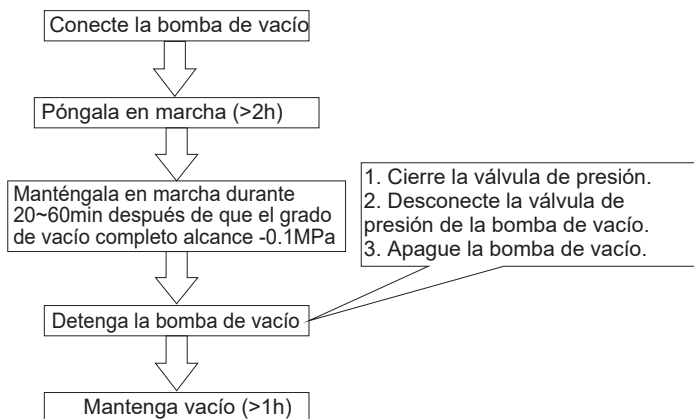 Conecte la bomba de vacío
Póngala en marcha (>2h)
Manténgala en marcha durante
20~60min después de que el grado
de vacío completo alcance -0.1MPa
1. Cierre la válvula de presión.
2. Desconecte la válvula de
presión de la bomba de vacío.
3. Apague la bomba de vacío.
Detenga la bomba de vacío
Mantenga vacío (>1h)